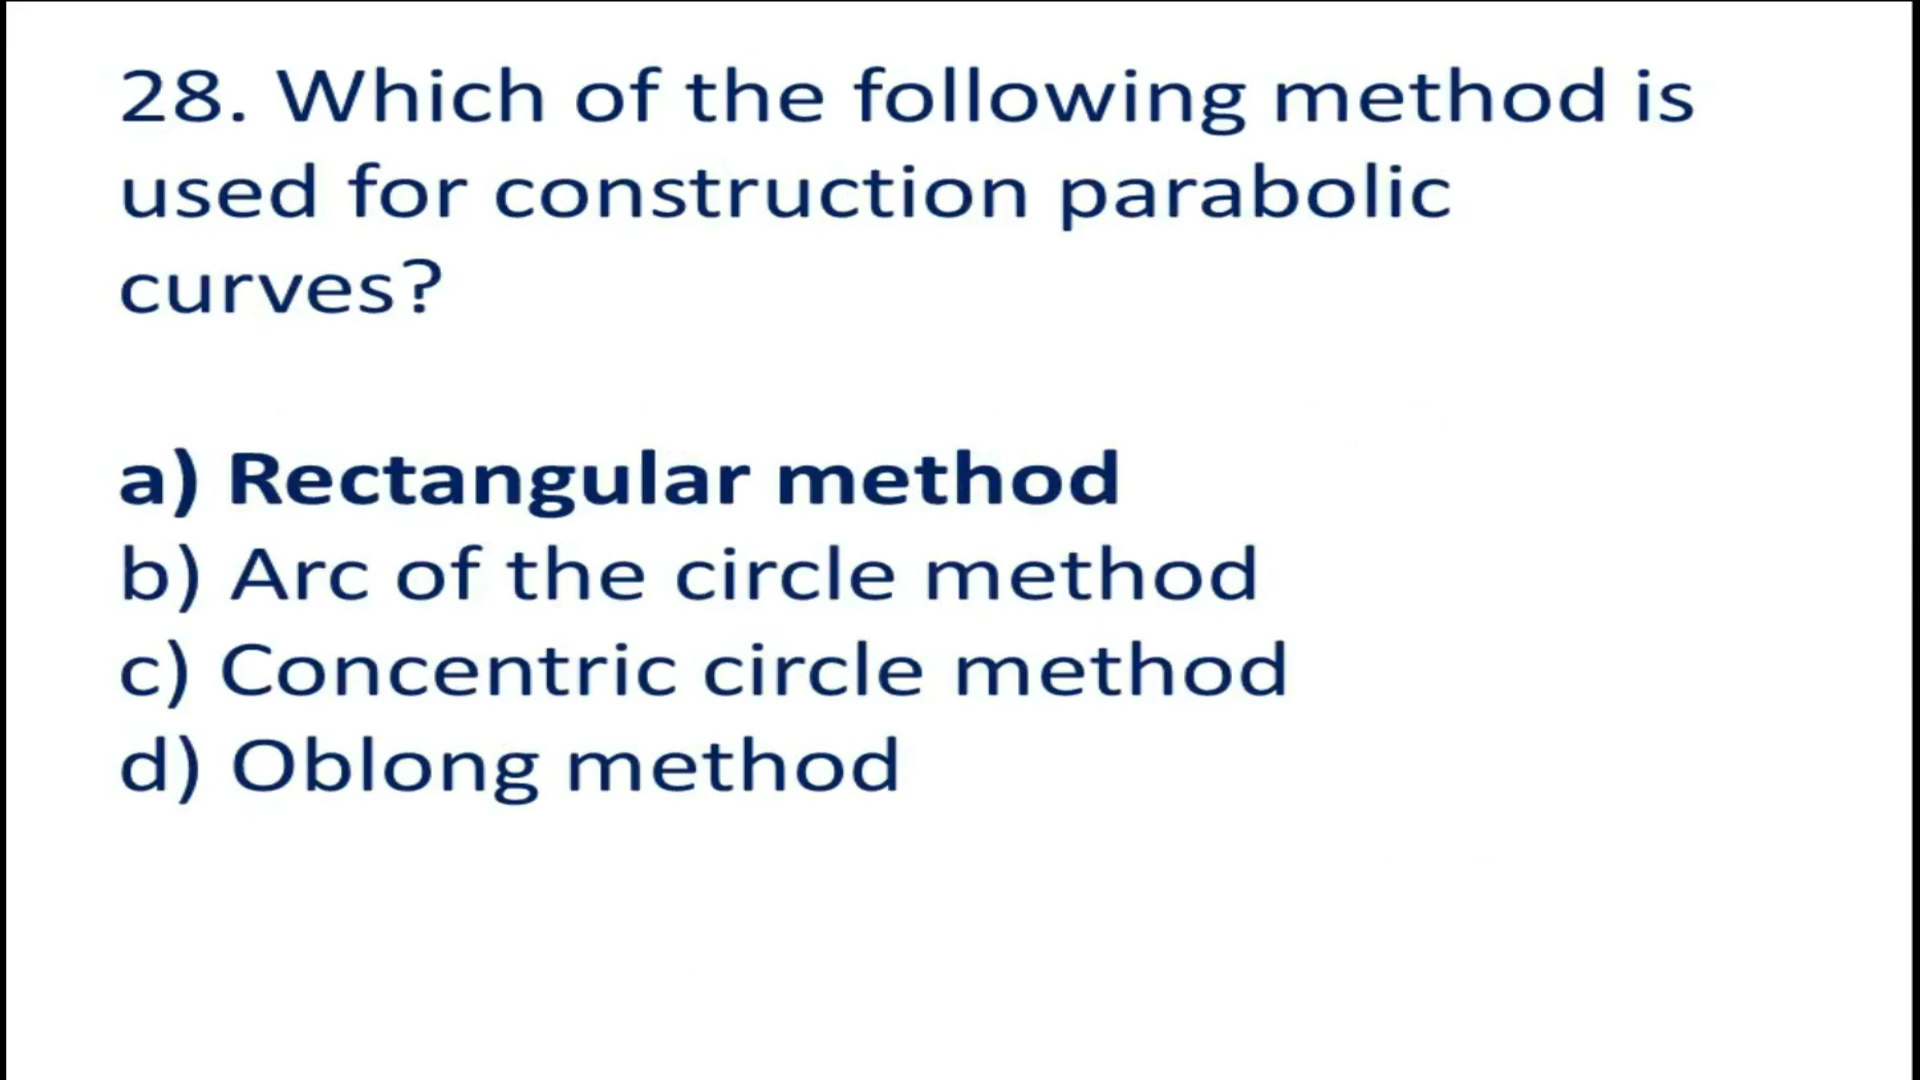 28. Which of the following method is
used for construction parabolic
curves?
a) Rectangular method
b) Arc of the circle method
c) Concentric circle method
d) Oblong method